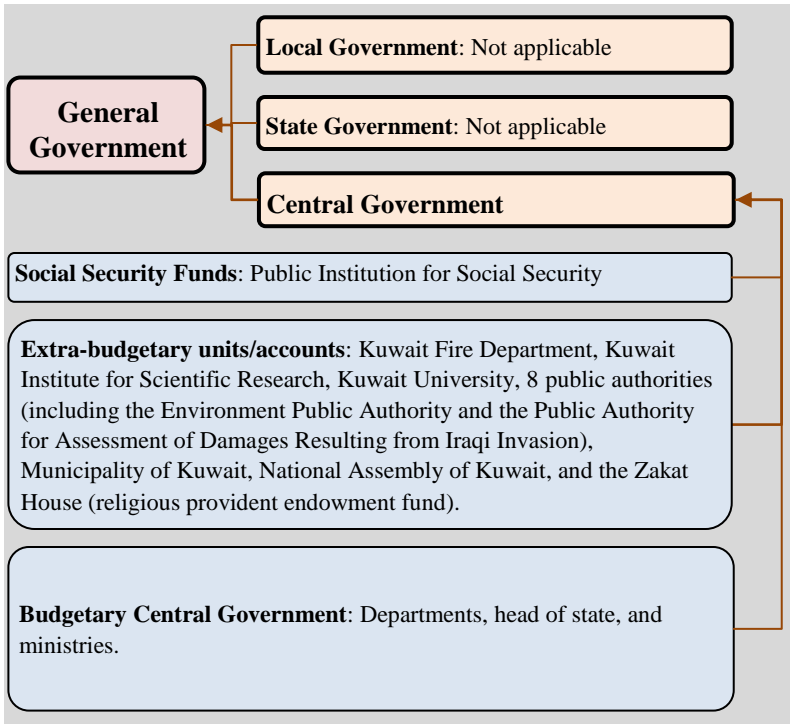 Local Government: Not applicable
General
Government
State Government: Not applicable
Central Government
Social Security Funds: Public Institution for Social Security
Extra-budgetary units/accounts: Kuwait Fire Department, Kuwait
Institute for Scientific Research, Kuwait University, 8 public authorities
(including the Environment Public Authority and the Public Authority
for Assessment of Damages Resulting from Iraqi Invasion),
Municipality of Kuwait, National Assembly of Kuwait, and the Zakat
House (religious provident endowment fund).
Budgetary Central Government: Departments, head of state, and
ministries.